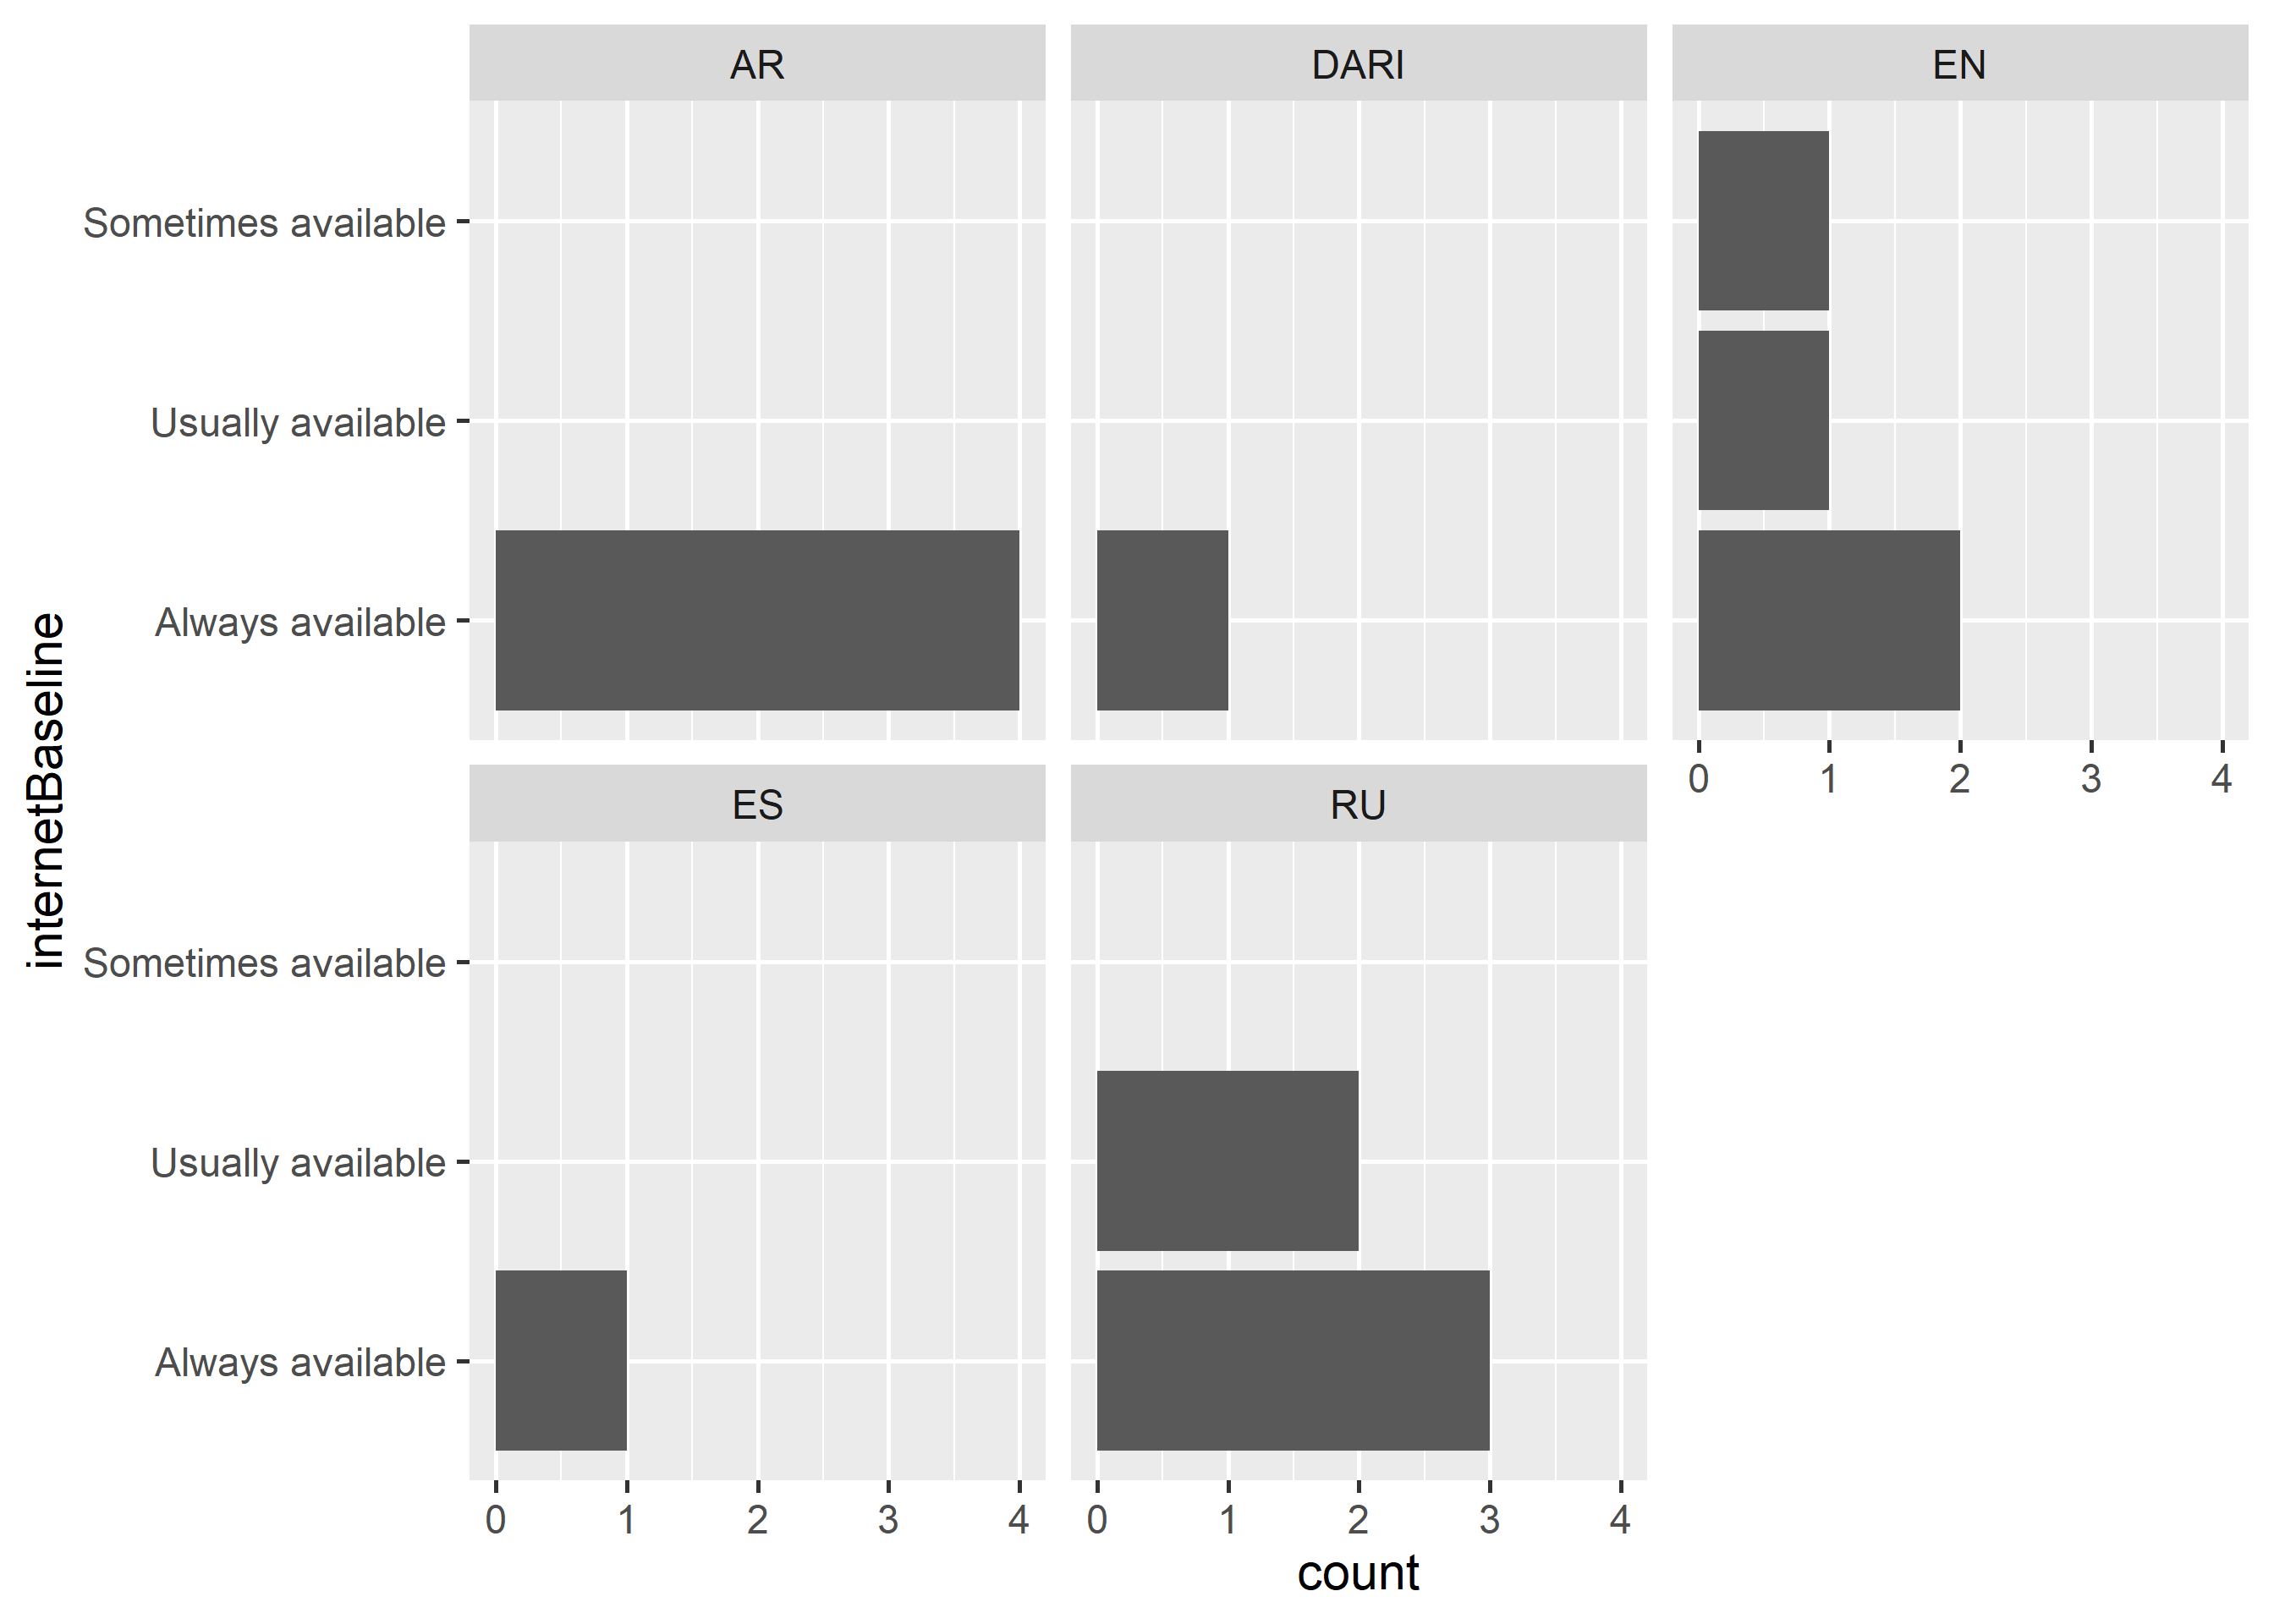 AR
DARI
EN
Sometimes available
Usually available
Always available
internetBaseline
0 1 2 3 4
ES
RU
Sometimes available
Usually available
Always available
0 1 2 3 4
0 1 2 3 4
count